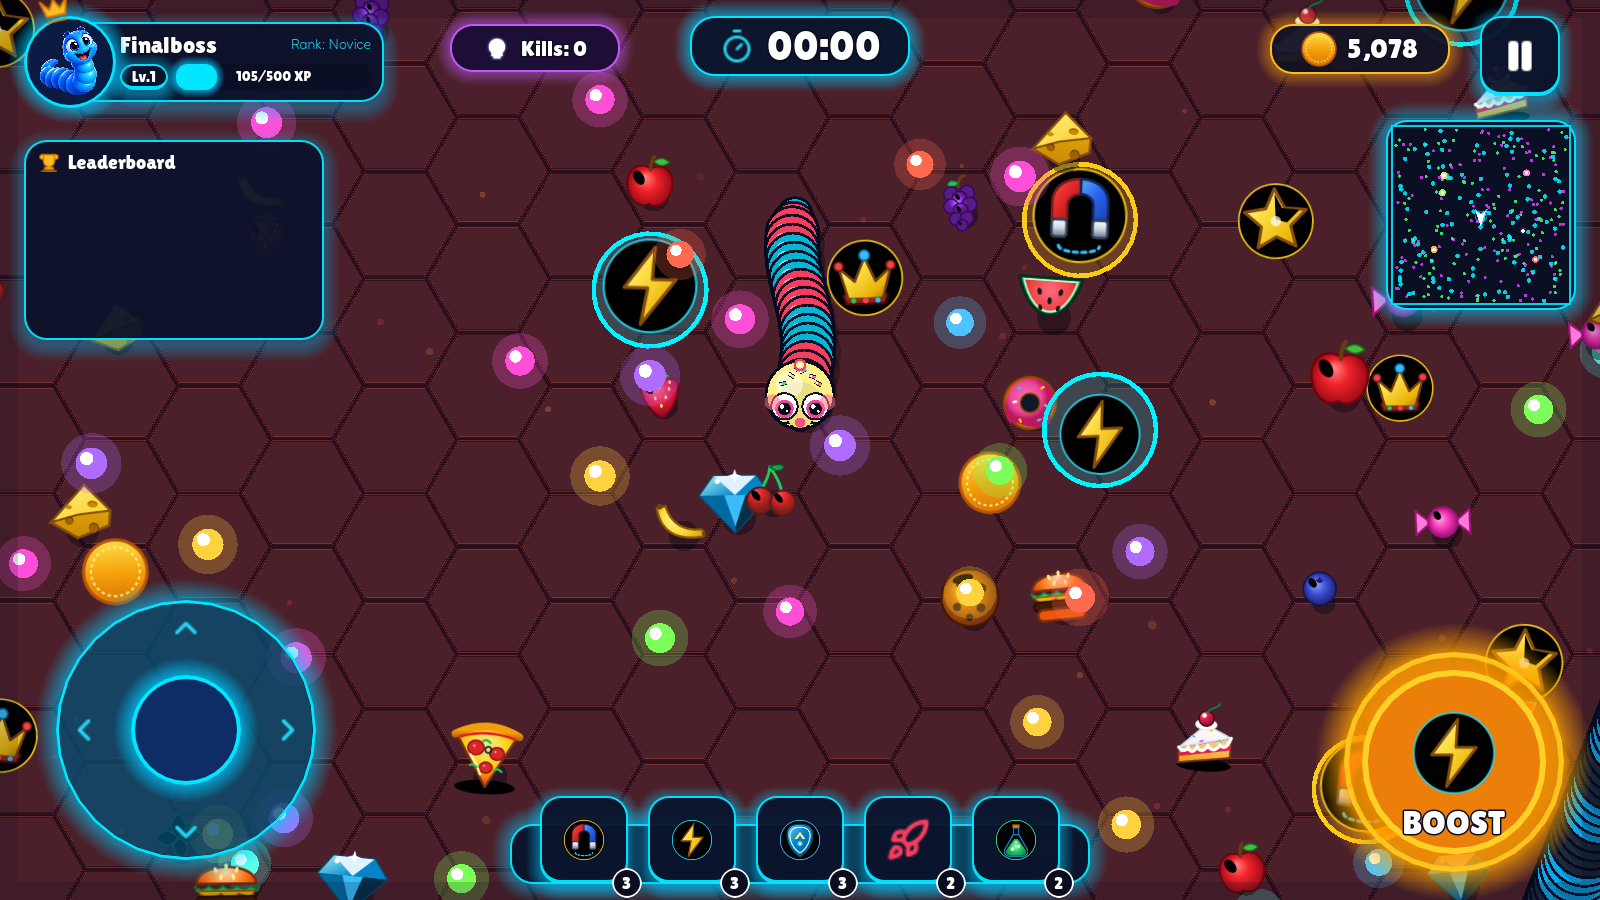 Finalboss
Rank: Novice
Lv.1
105/500 XP
Kills: 0
00:00
5,078
Leaderboard
BOOST
3
3
3
2
2